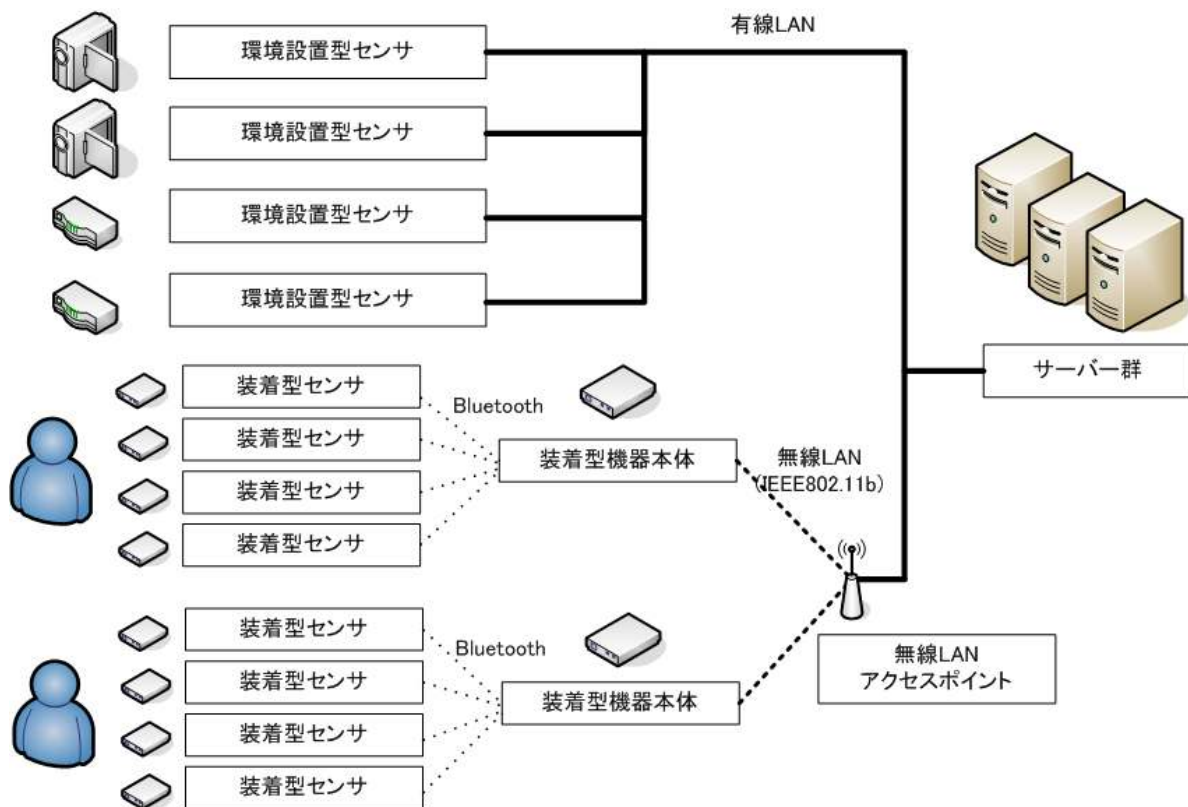 有線LAN
環境設置型センサ
環境設置型センサ
環境設置型センサ
環境設置型センサ
サーバー群
装着型センサ
Bluetooth
装着型センサ
装着型機器本体
無線LAN
(IEEE802.11b)
装着型センサ
装着型センサ
装着型センサ
Bluetooth
装着型センサ
装着型機器本体
無線LAN
アクセスポイント
装着型センサ
装着型センサ